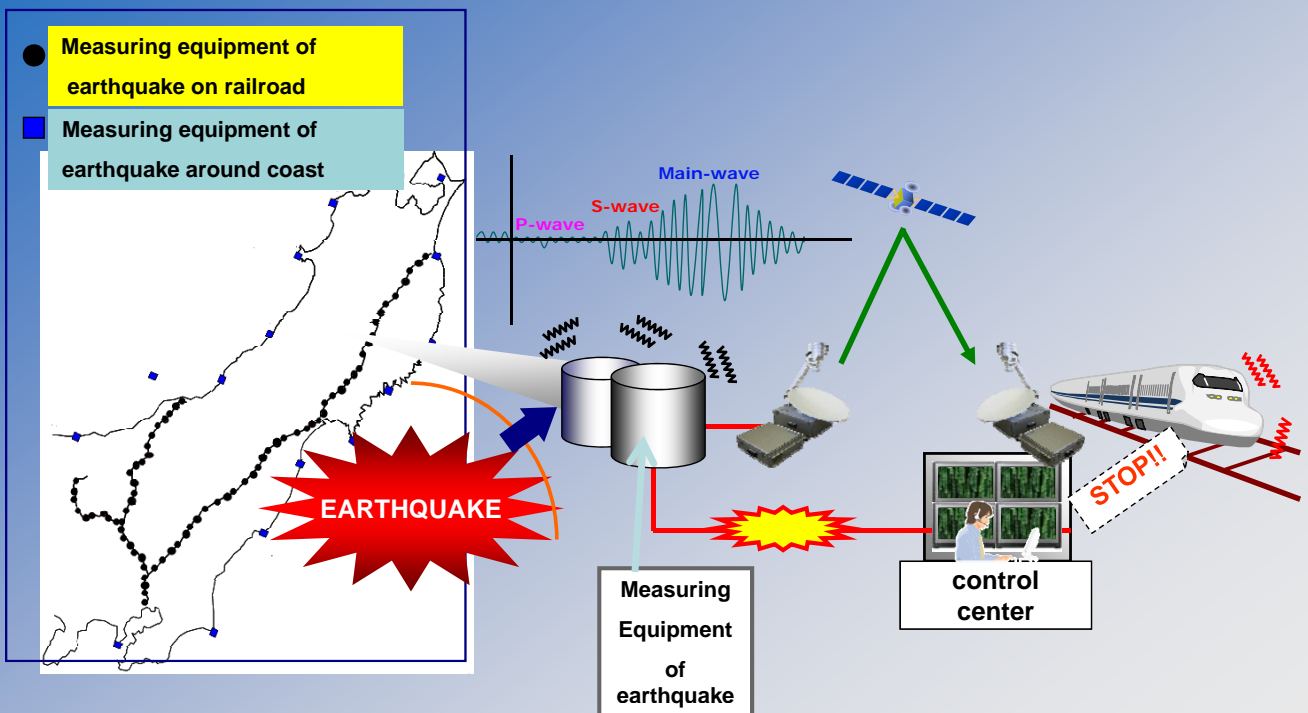 Measuring equipment of
earthquake on railroad
Measuring equipment of
earthquake around coast
Main-wave
S-wave
P-wave
EARTHQUAKE
STOP!!
control
center
Measuring
Equipment
of
earthquake